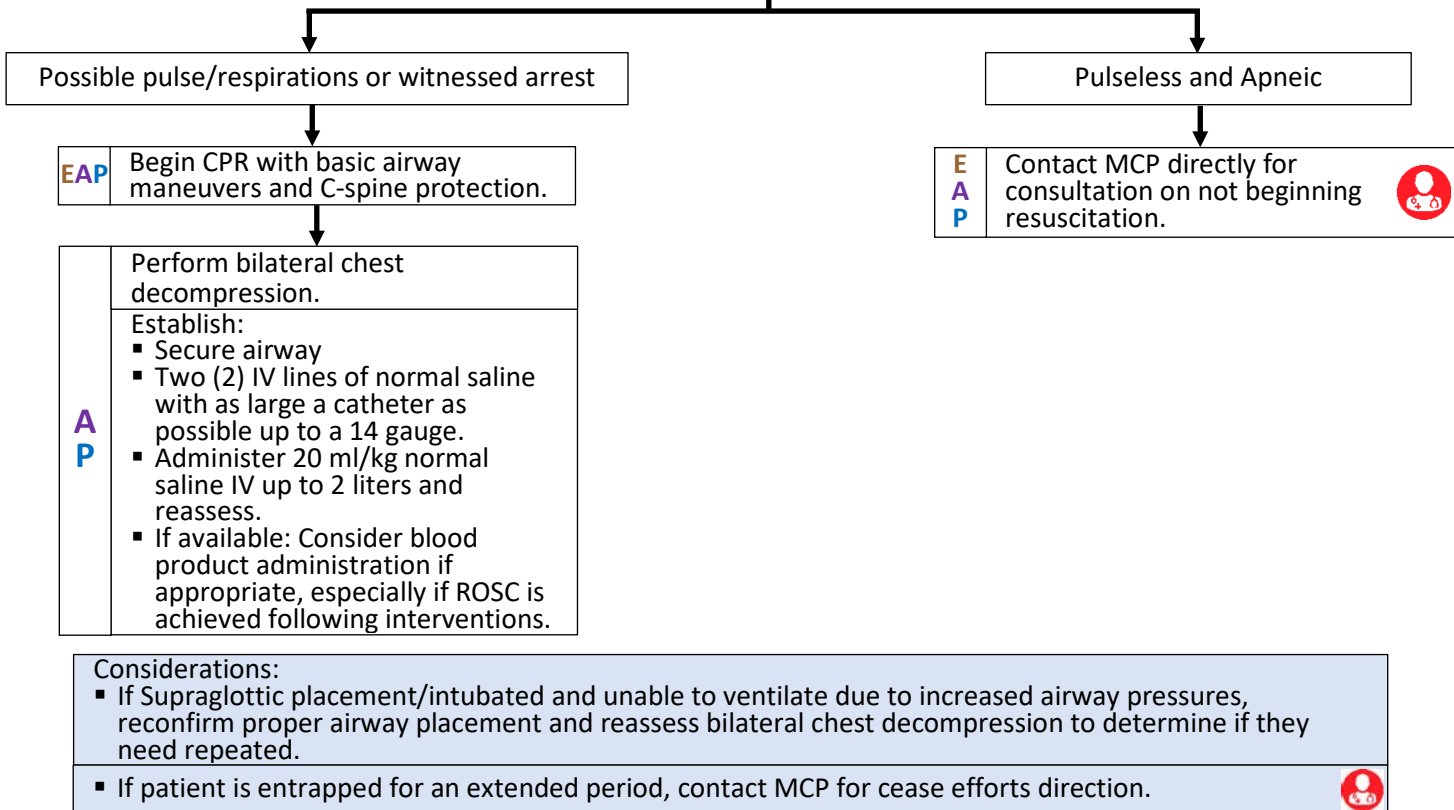 Possible pulse/respirations or witnessed arrest
Pulseless and Apneic
EAP
Begin CPR with basic airway
maneuvers and C-spine protection.
E
A
P
Contact MCP directly for
consultation on not beginning
resuscitation.
A
P
Perform bilateral chest
decompression.
Establish:
▪ Secure airway
▪ Two (2) IV lines of normal saline
with as large a catheter as
possible up to a 14 gauge.
▪ Administer 20 ml/kg normal
saline IV up to 2 liters and
reassess.
▪ If available: Consider blood
product administration if
appropriate, especially if ROSC is
achieved following interventions.
Considerations:
▪ If Supraglottic placement/intubated and unable to ventilate due to increased airway pressures,
reconfirm proper airway placement and reassess bilateral chest decompression to determine if they
need repeated.
▪ If patient is entrapped for an extended period, contact MCP for cease efforts direction.